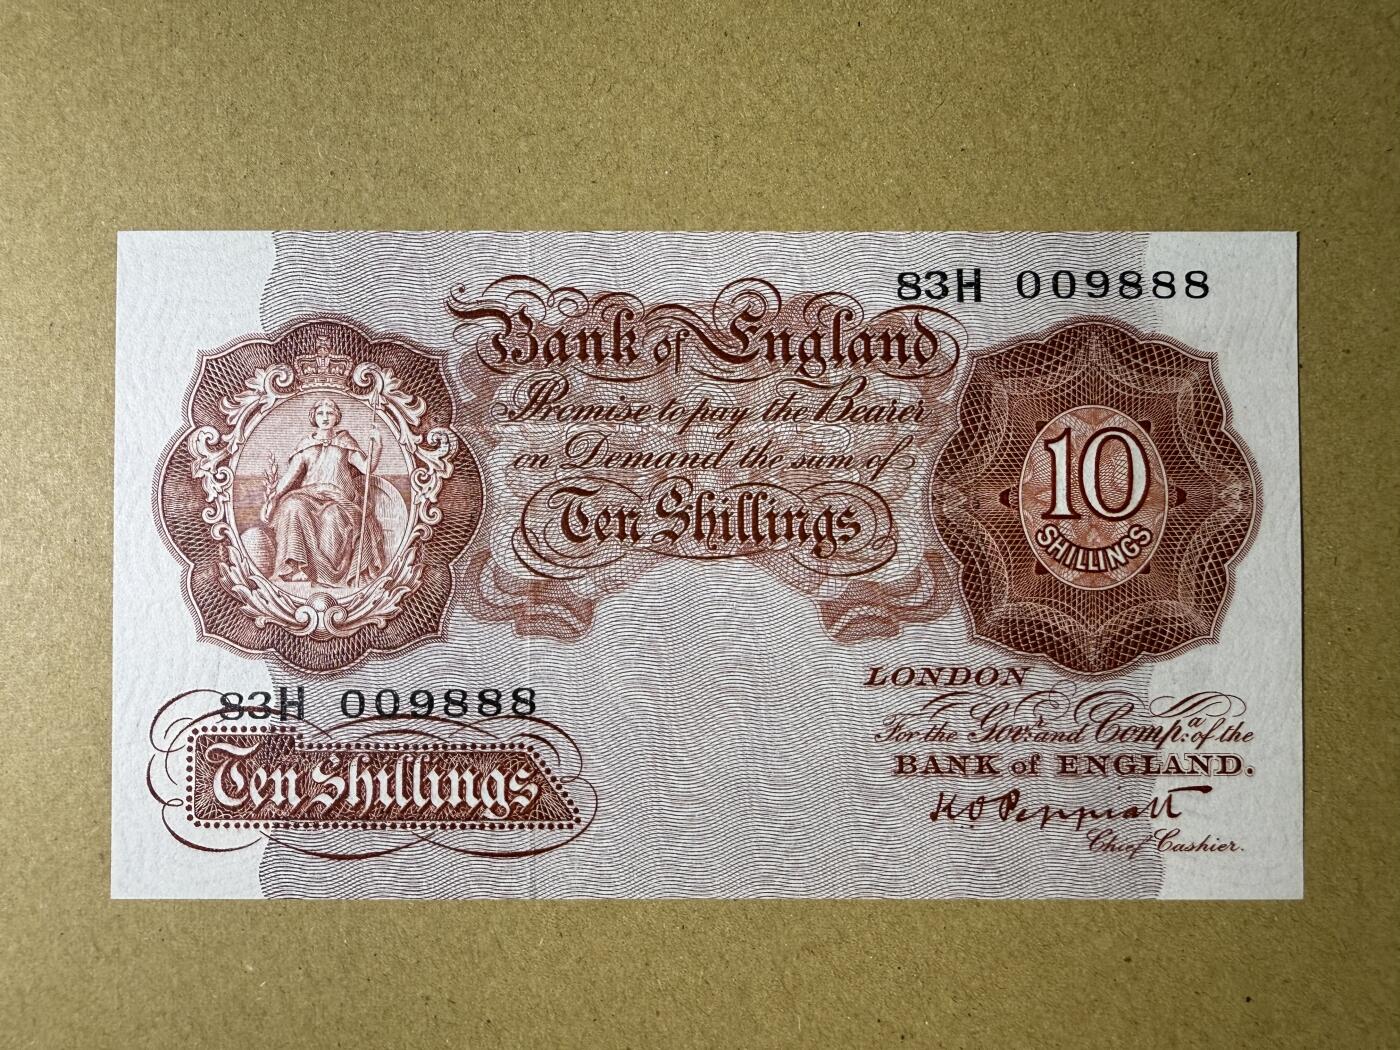 83H 009888
Bank of England
Promise to pay the Bearer
on Demand the sum of
Ten Shillings
10
SHILLINGS
83H 009888
Ten Shillings
LONDON
For the Govr. and Compa. of the
BANK of ENGLAND.
K O Peppiatt
Chief Cashier.